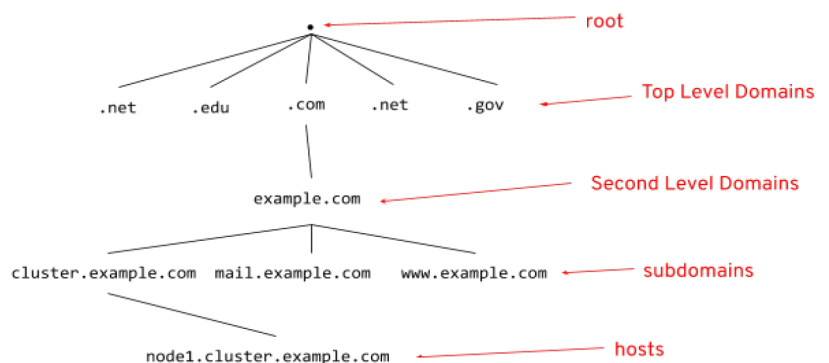 root
.net .edu .com .net .gov
Top Level Domains
example.com
Second Level Domains
cluster.example.com mail.example.com www.example.com
subdomains
node1.cluster.example.com
hosts